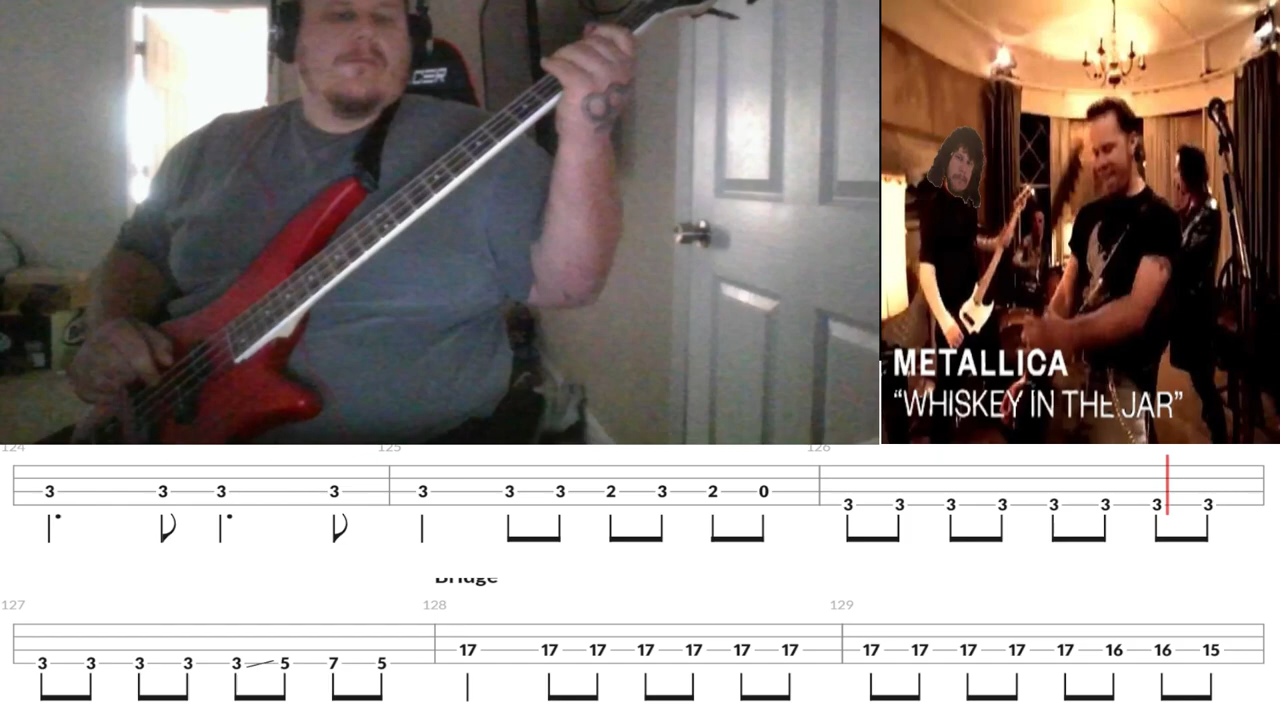 CER
METALLICA
“WHISKEY IN THE JAR”
124 125 126
3 3 3 3 3 3 3 2 3 2 0
3 3 3 3 3 3 3 3
Bridge
127 128 129
17 17 17 17 17 17 17 17 17 17 17 17 16 16 15
3 3 3 3 3 5 7 5